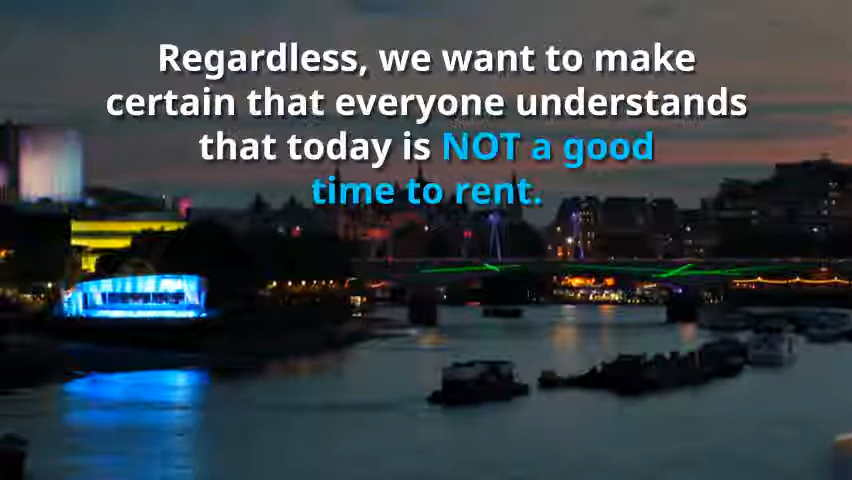 Regardless, we want to make
certain that everyone understands
that today is NOT a good
time to rent.